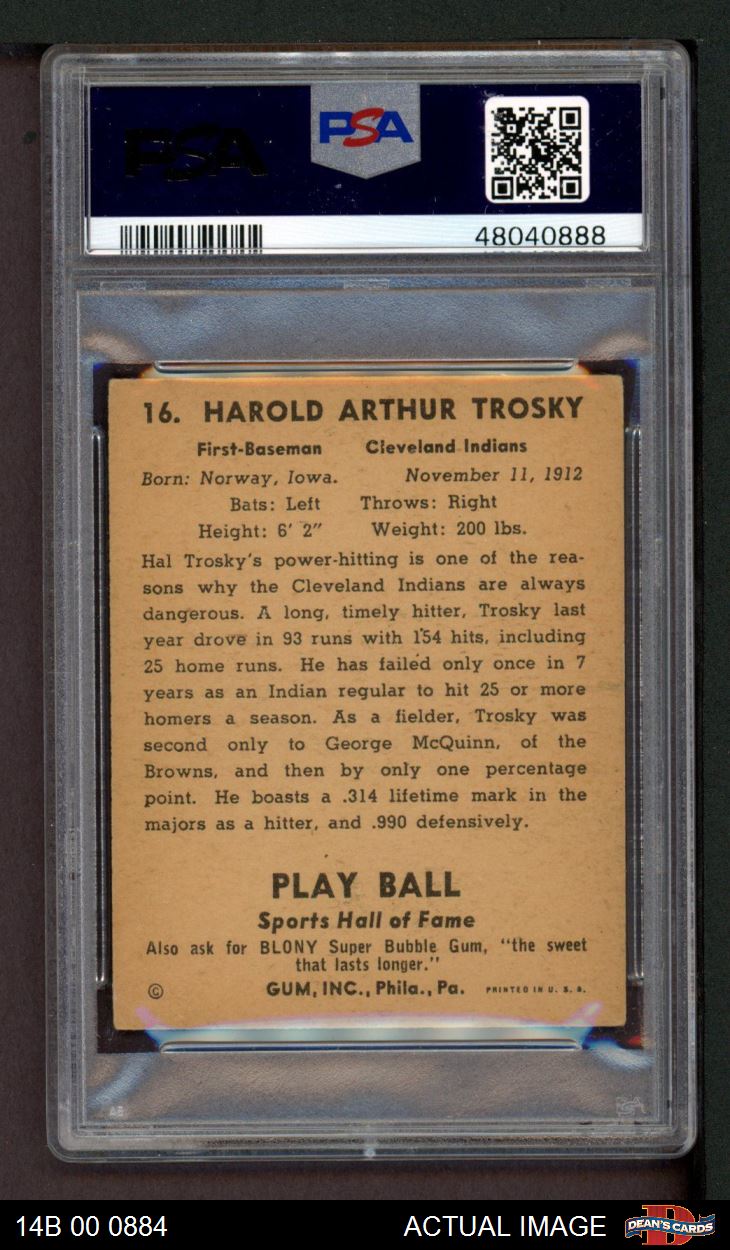 PSA
PSA
48040888
16. HAROLD ARTHUR TROSKY
First-Baseman Cleveland Indians
Born: Norway, Iowa. November 11, 1912
Bats: Left Throws: Right
Height: 6' 2" Weight: 200 lbs.
Hal Trosky's power-hitting is one of the rea-
sons why the Cleveland Indians are always
dangerous. A long, timely hitter, Trosky last
year drove in 93 runs with 154 hits, including
25 home runs. He has failed only once in 7
years as an Indian regular to hit 25 or more
homers a season. As a fielder, Trosky was
second only to George McQuinn, of the
Browns, and then by only one percentage
point. He boasts a .314 lifetime mark in the
majors as a hitter, and .990 defensively.
PLAY BALL
Sports Hall of Fame
Also ask for BLONY Super Bubble Gum, "the sweet
that lasts longer."
© GUM, INC., Phila., Pa. PRINTED IN U. S. A.
14B 00 0884 ACTUAL IMAGE DEAN'S CARDS